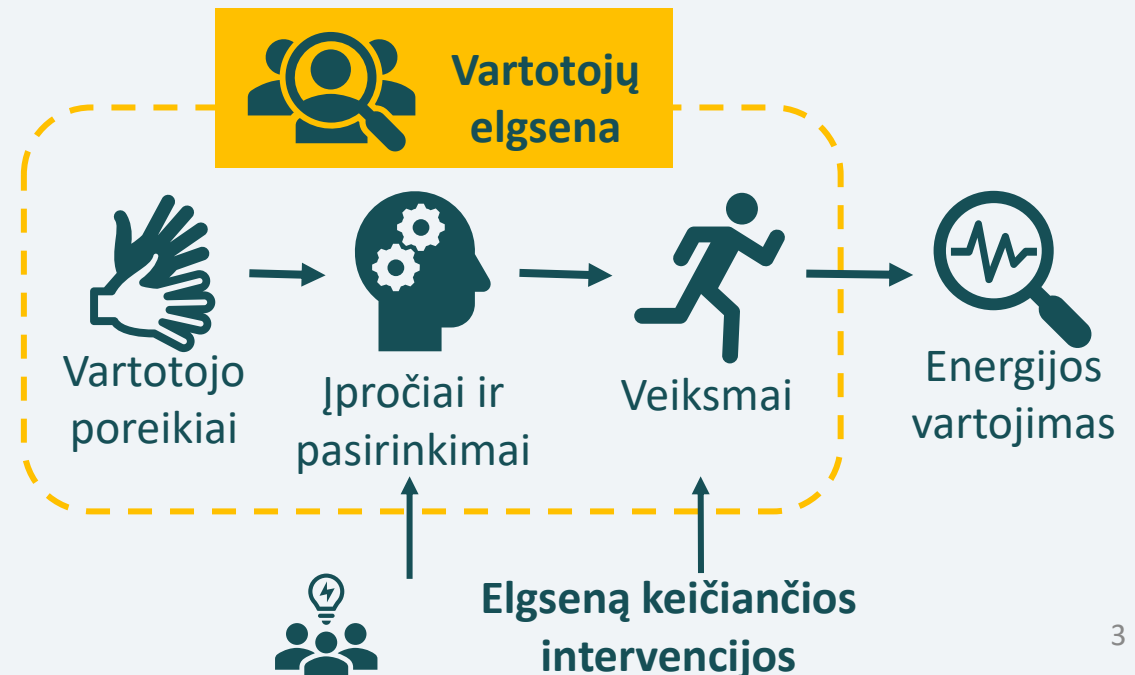 Vartotojų
elgsena
Vartotojo
poreikiai
Įpročiai ir
pasirinkimai
Veiksmai
Energijos
vartojimas
Elgseną keičiančios
intervencijos
3